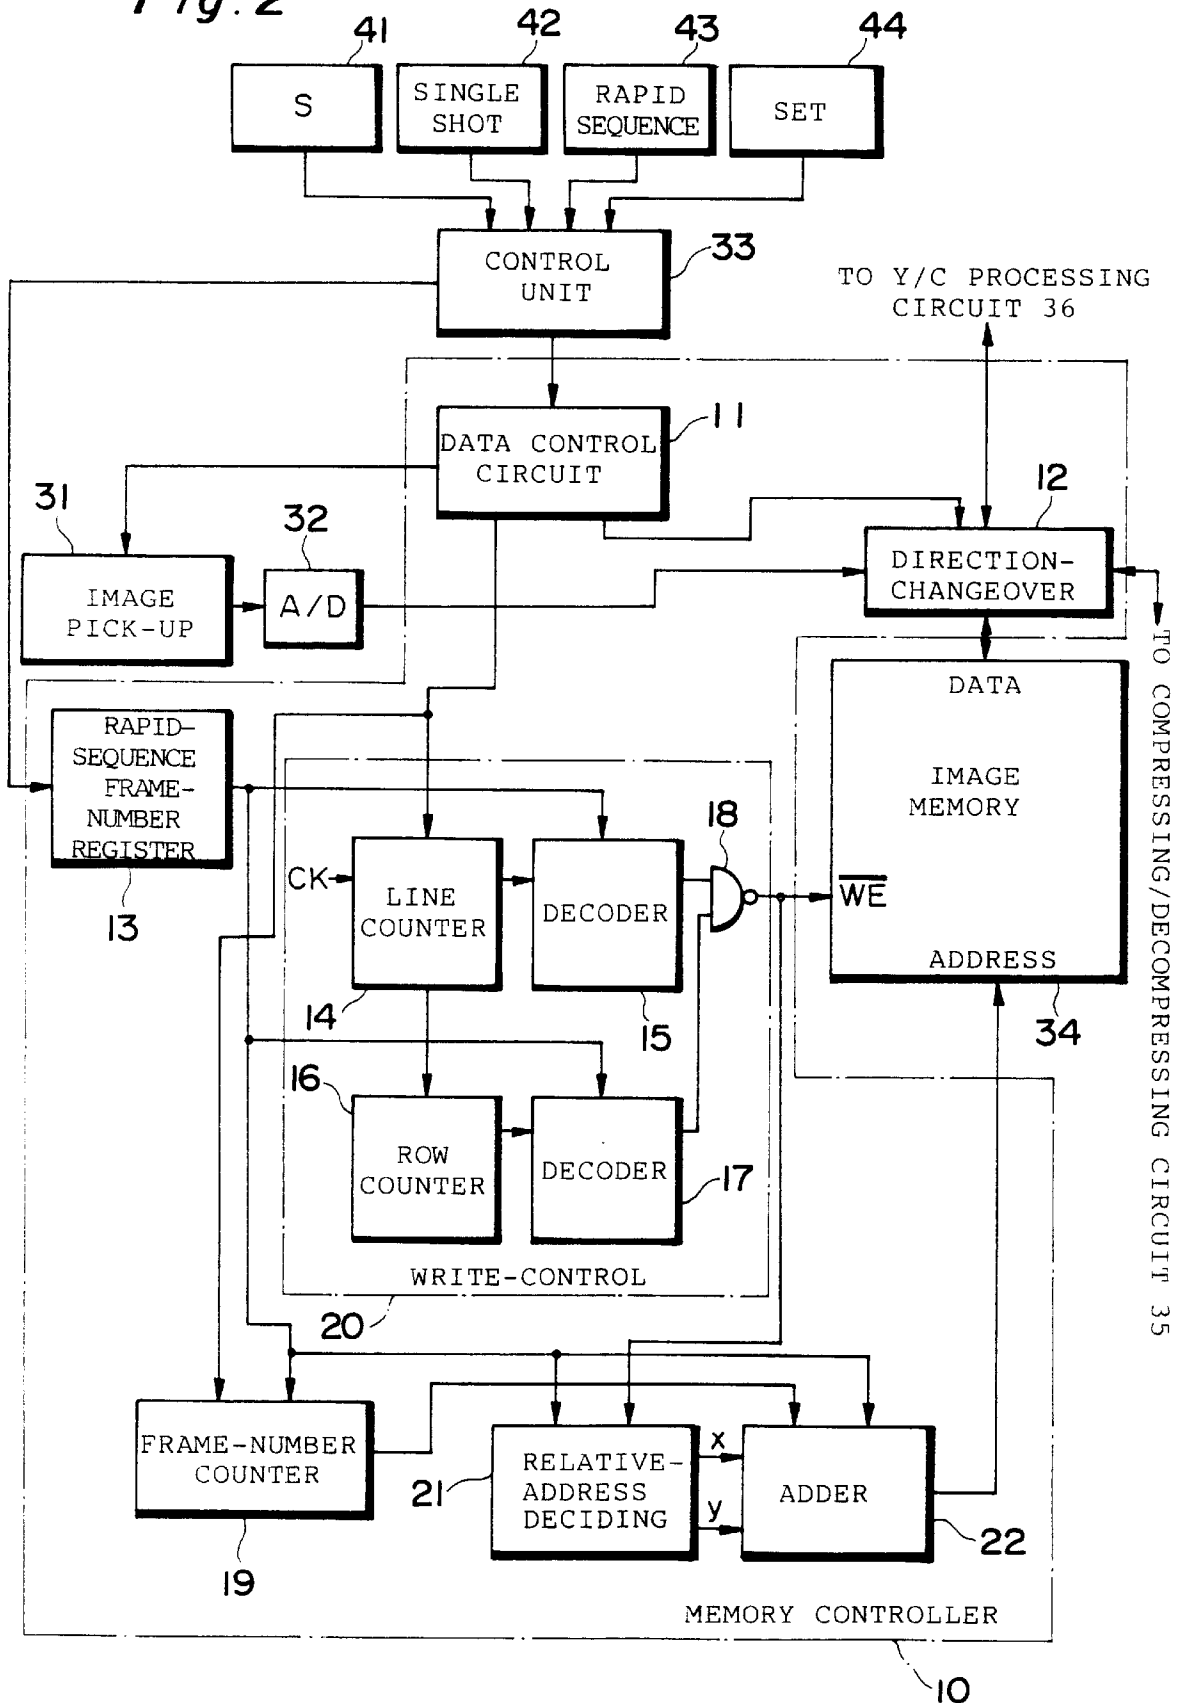 Fig. 2
41
42
43
44
S
SINGLE
SHOT
RAPID
SEQUENCE
SET
CONTROL
UNIT
33
TO Y/C PROCESSING
CIRCUIT 36
DATA CONTROL
CIRCUIT
11
31
32
12
IMAGE
PICK-UP
A/D
DIRECTION-
CHANGEOVER
TO COMPRESSING/DECOMPRESSING CIRCUIT 35
RAPID-
SEQUENCE
FRAME-
NUMBER
REGISTER
13
DATA
IMAGE
MEMORY
W̅E̅
ADDRESS
34
CK
LINE
COUNTER
14
DECODER
15
18
16
ROW
COUNTER
DECODER
17
WRITE-CONTROL
20
FRAME-NUMBER
COUNTER
19
21
RELATIVE-
ADDRESS
DECIDING
x
y
ADDER
22
MEMORY CONTROLLER
10